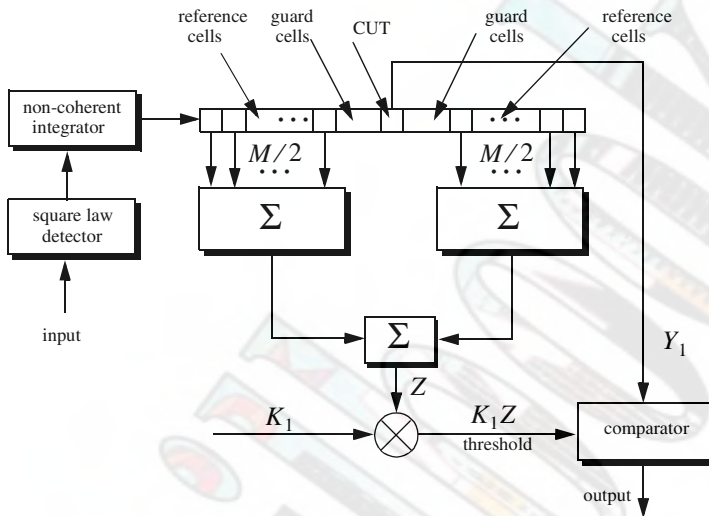 reference
cells
guard
cells
CUT
guard
cells
reference
cells
non-coherent
integrator
• • •
• • •
M/2
• • •
M/2
• • •
square law
detector
Σ
Σ
input
Σ
Y1
Z
K1
K1Z
threshold
comparator
output